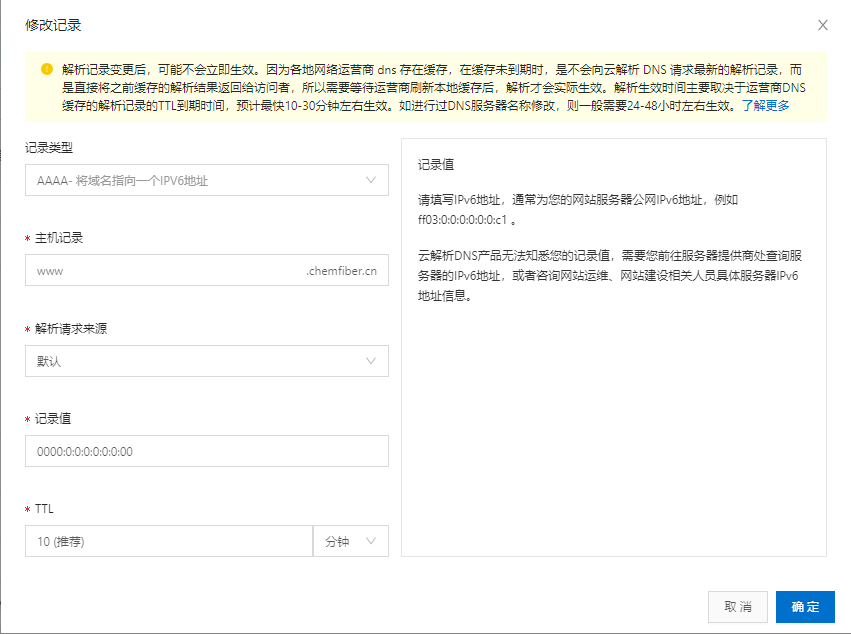 修改记录
解析记录变更后，可能不会立即生效。因为各地网络运营商 dns 存在缓存，在缓存未到期时，是不会向云解析 DNS 请求最新的解析记录，而
是直接将之前缓存的解析结果返回给访问者，所以需要等待运营商刷新本地缓存后，解析才会实际生效。解析生效时间主要取决于运营商DNS
缓存的解析记录的TTL到期时间，预计最快10-30分钟左右生效。如进行过DNS服务器名称修改，则一般需要24-48小时左右生效。了解更多
记录类型
AAAA- 将域名指向一个IPV6地址
* 主机记录
www .chemfiber.cn
* 解析请求来源
默认
* 记录值
0000:0:0:0:0:0:0:00
* TTL
10 (推荐) 分钟
记录值
请填写IPv6地址，通常为您的网站服务器公网IPv6地址，例如
ff03:0:0:0:0:0:0:c1 。
云解析DNS产品无法知悉您的记录值，需要您前往服务器提供商处查询服
务器的IPv6地址，或者咨询网站运维、网站建设相关人员具体服务器IPv6
地址信息。
取消 确定